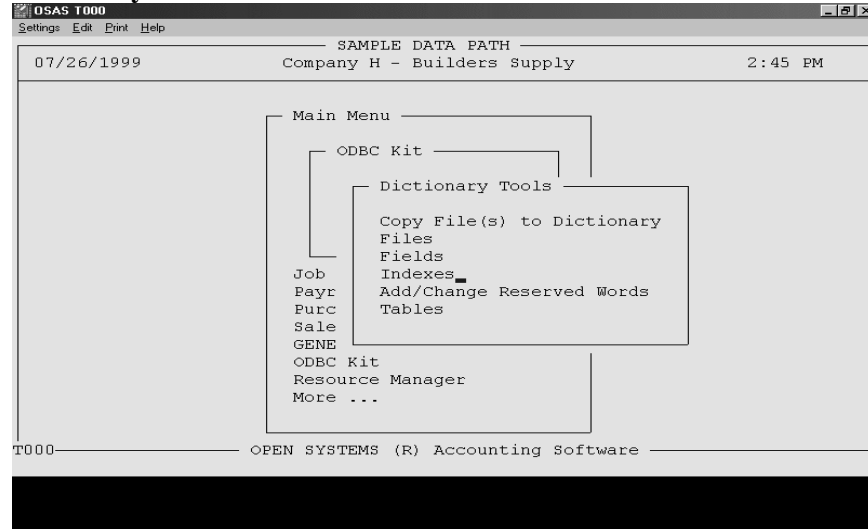 OSAS T000
Settings Edit Print Help
SAMPLE DATA PATH
07/26/1999 Company H - Builders Supply 2:45 PM
Main Menu
ODBC Kit
Dictionary Tools
Copy File(s) to Dictionary
Files
Fields
Job Indexes
Payr Add/Change Reserved Words
Purc Tables
Sale
GENE
ODBC Kit
Resource Manager
More ...
T000 OPEN SYSTEMS (R) Accounting Software